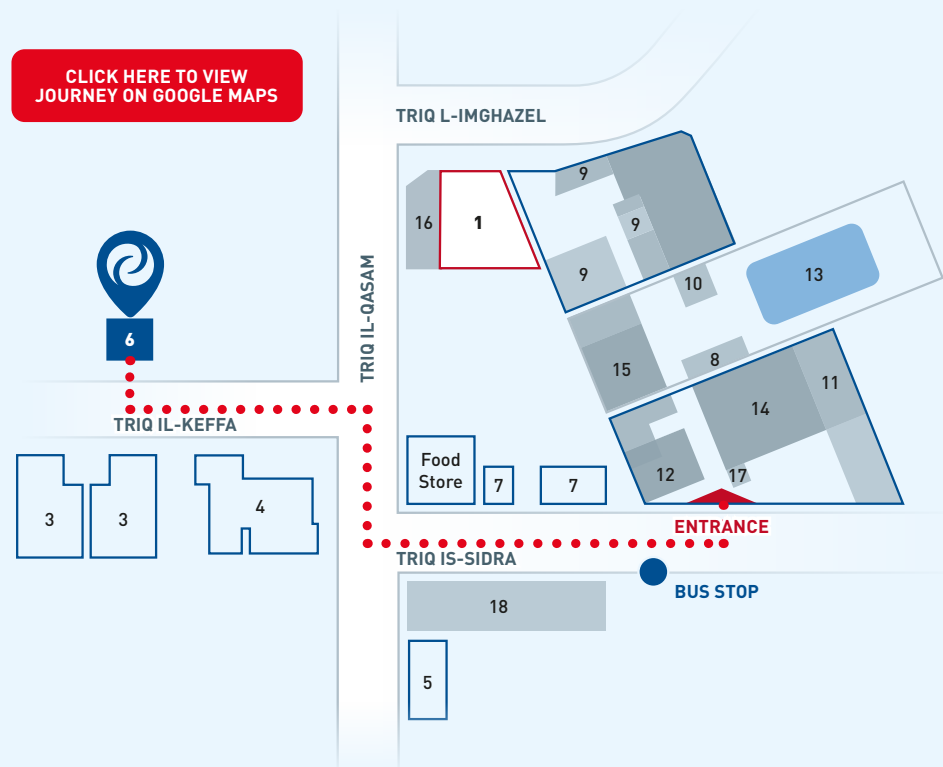 CLICK HERE TO VIEW
JOURNEY ON GOOGLE MAPS
TRIQ L-IMGHAZEL
9
16
1
9
TRIQ IL-QASAM
9
10
13
6
15
8
11
14
TRIQ IL-KEFFA
Food
Store
7
7
12
17
3
3
4
ENTRANCE
TRIQ IS-SIDRA
BUS STOP
18
5